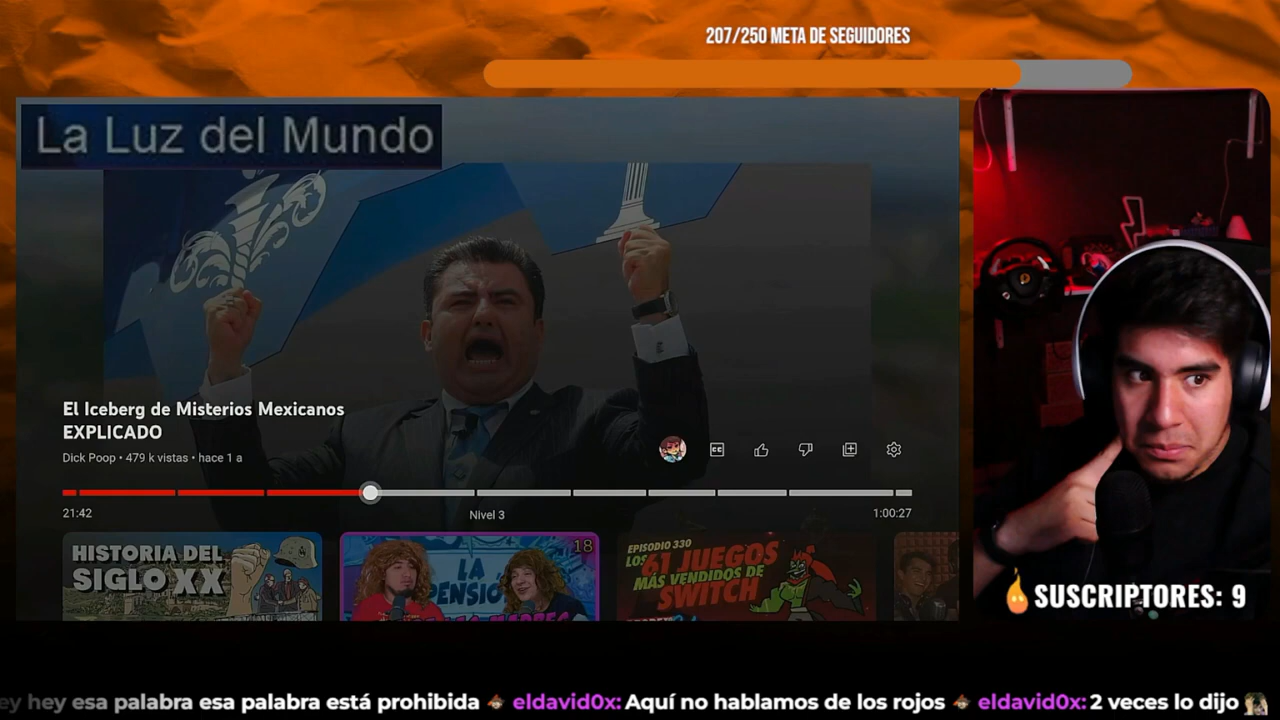 207/250 META DE SEGUIDORES
La Luz del Mundo
El Iceberg de Misterios Mexicanos
EXPLICADO
Dick Poop • 479 k vistas • hace 1 a
CC
21:42
Nivel 3
1:00:27
HISTORIA DEL
SIGLO XX
18
LA
PENSIO
EPISODIO 330
LOS 61 JUEGOS
MÁS VENDIDOS DE
SWITCH
SUSCRIPTORES: 9
ey hey esa palabra esa palabra está prohibida eldavid0x: Aquí no hablamos de los rojos eldavid0x: 2 veces lo dijo